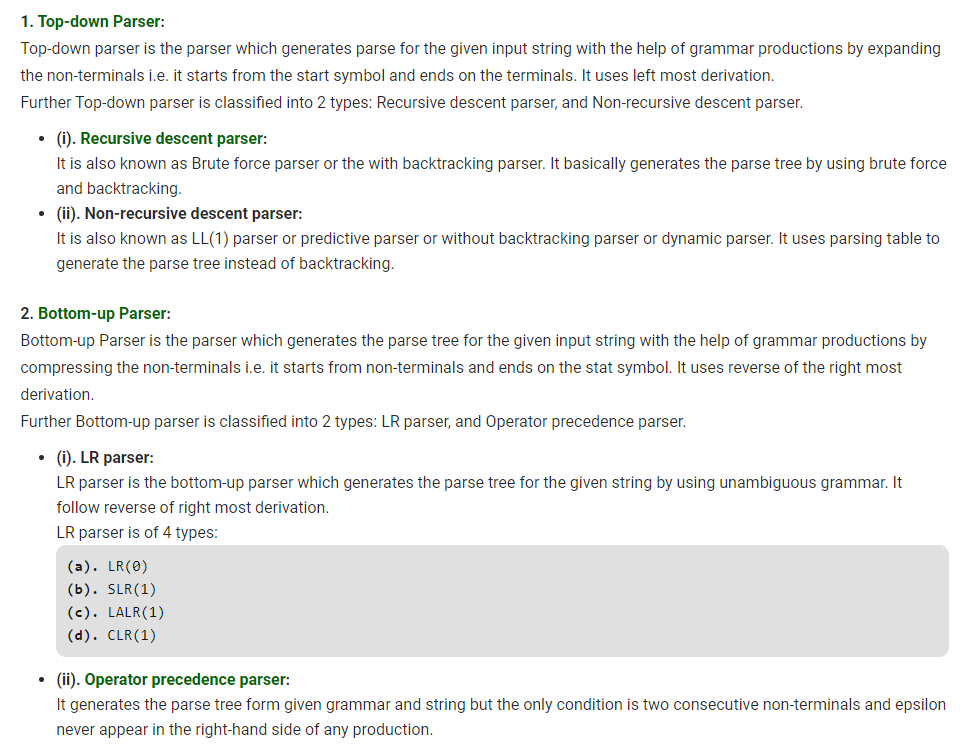 1. Top-down Parser:
Top-down parser is the parser which generates parse for the given input string with the help of grammar productions by expanding
the non-terminals i.e. it starts from the start symbol and ends on the terminals. It uses left most derivation.
Further Top-down parser is classified into 2 types: Recursive descent parser, and Non-recursive descent parser.
• (i). Recursive descent parser:
It is also known as Brute force parser or the with backtracking parser. It basically generates the parse tree by using brute force
and backtracking.
• (ii). Non-recursive descent parser:
It is also known as LL(1) parser or predictive parser or without backtracking parser or dynamic parser. It uses parsing table to
generate the parse tree instead of backtracking.
2. Bottom-up Parser:
Bottom-up Parser is the parser which generates the parse tree for the given input string with the help of grammar productions by
compressing the non-terminals i.e. it starts from non-terminals and ends on the stat symbol. It uses reverse of the right most
derivation.
Further Bottom-up parser is classified into 2 types: LR parser, and Operator precedence parser.
• (i). LR parser:
LR parser is the bottom-up parser which generates the parse tree for the given string by using unambiguous grammar. It
follow reverse of right most derivation.
LR parser is of 4 types:
(a). LR(0)
(b). SLR(1)
(c). LALR(1)
(d). CLR(1)
• (ii). Operator precedence parser:
It generates the parse tree form given grammar and string but the only condition is two consecutive non-terminals and epsilon
never appear in the right-hand side of any production.